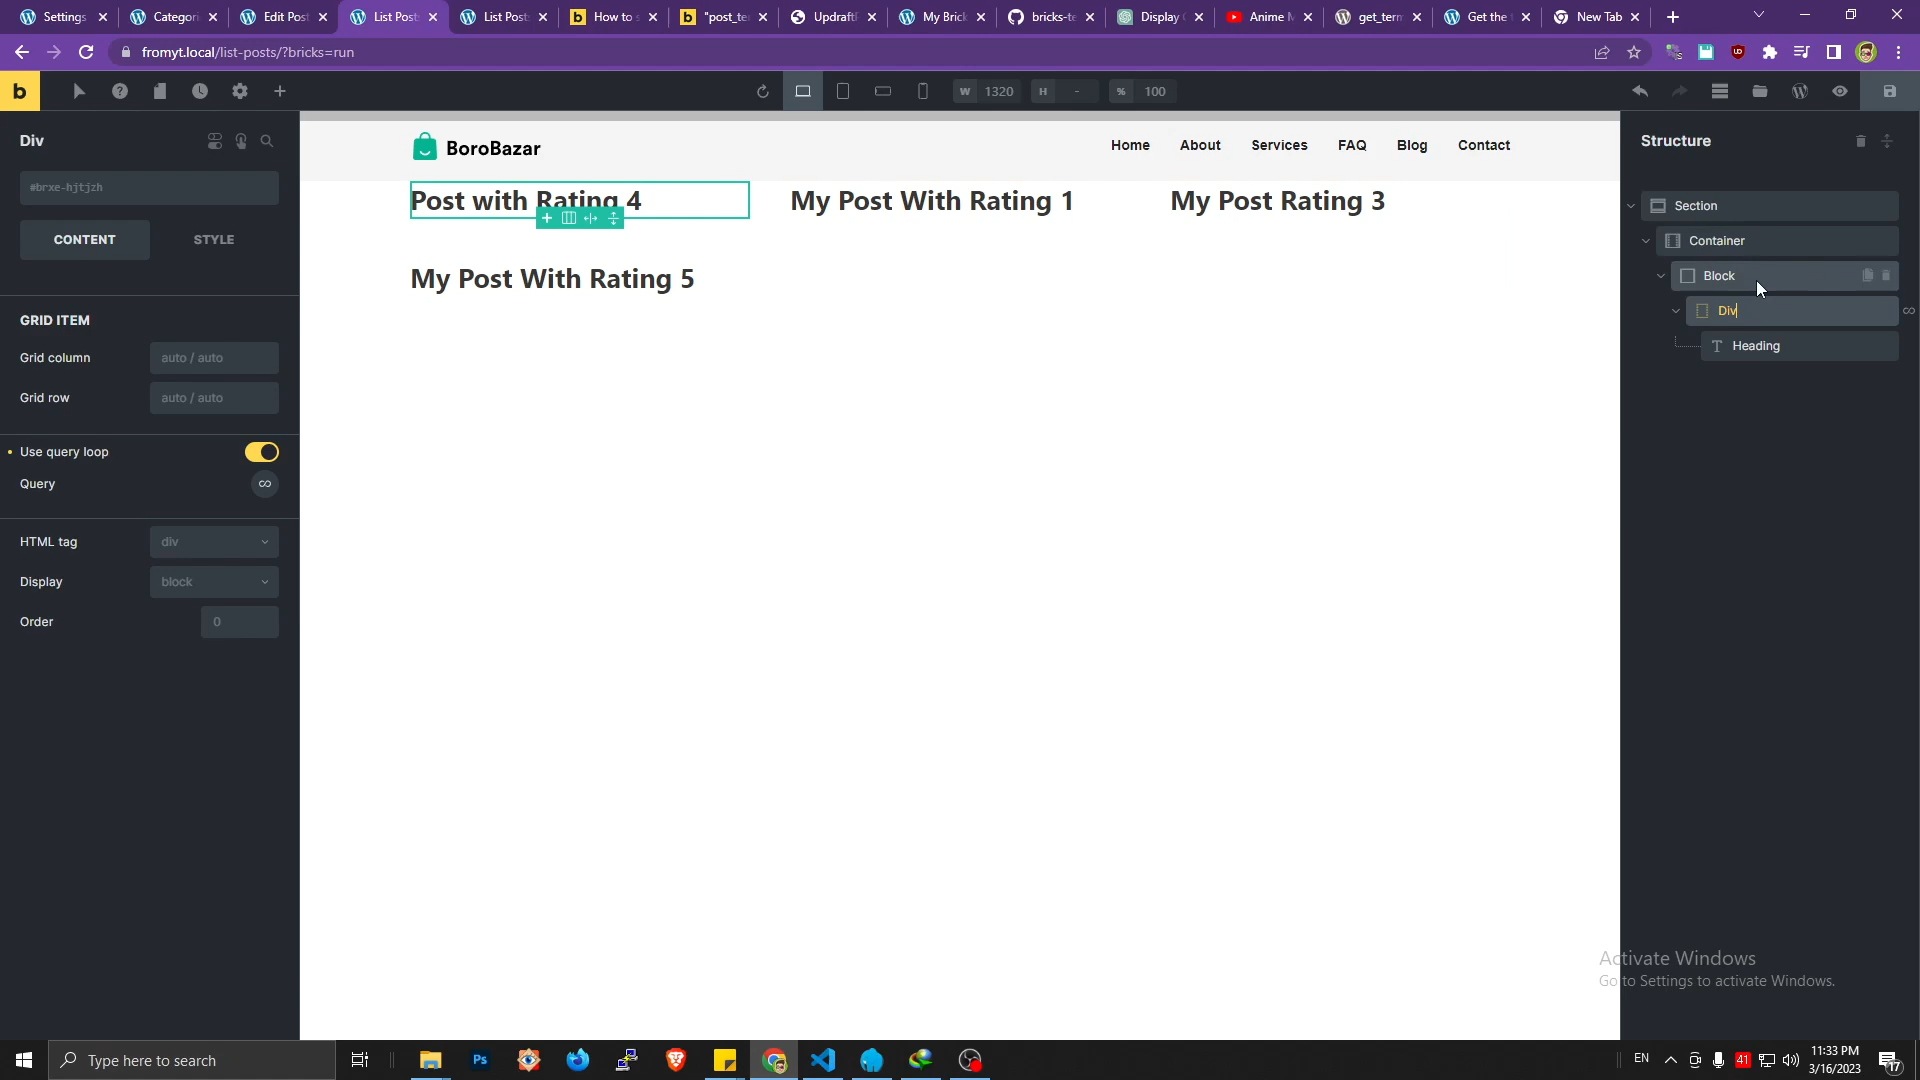 Settings
Categori
Edit Post
List Post
List Post
How to s
"post_te
Updraft
My Brick
bricks-te
Display
Anime M
get_term
Get the
New Tab
fromyt.local/list-posts/?bricks=run
b
W 1320
H -
% 100
Div
#brxe-hjtjzh
CONTENT
STYLE
GRID ITEM
Grid column
auto / auto
Grid row
auto / auto
Use query loop
Query
HTML tag
div
Display
block
Order
0
BoroBazar
Home
About
Services
FAQ
Blog
Contact
Post with Rating 4
My Post With Rating 1
My Post Rating 3
My Post With Rating 5
Structure
Section
Container
Block
Div
Heading
Activate Windows
Go to Settings to activate Windows.
Type here to search
Ps
EN
41
11:33 PM
3/16/2023
17